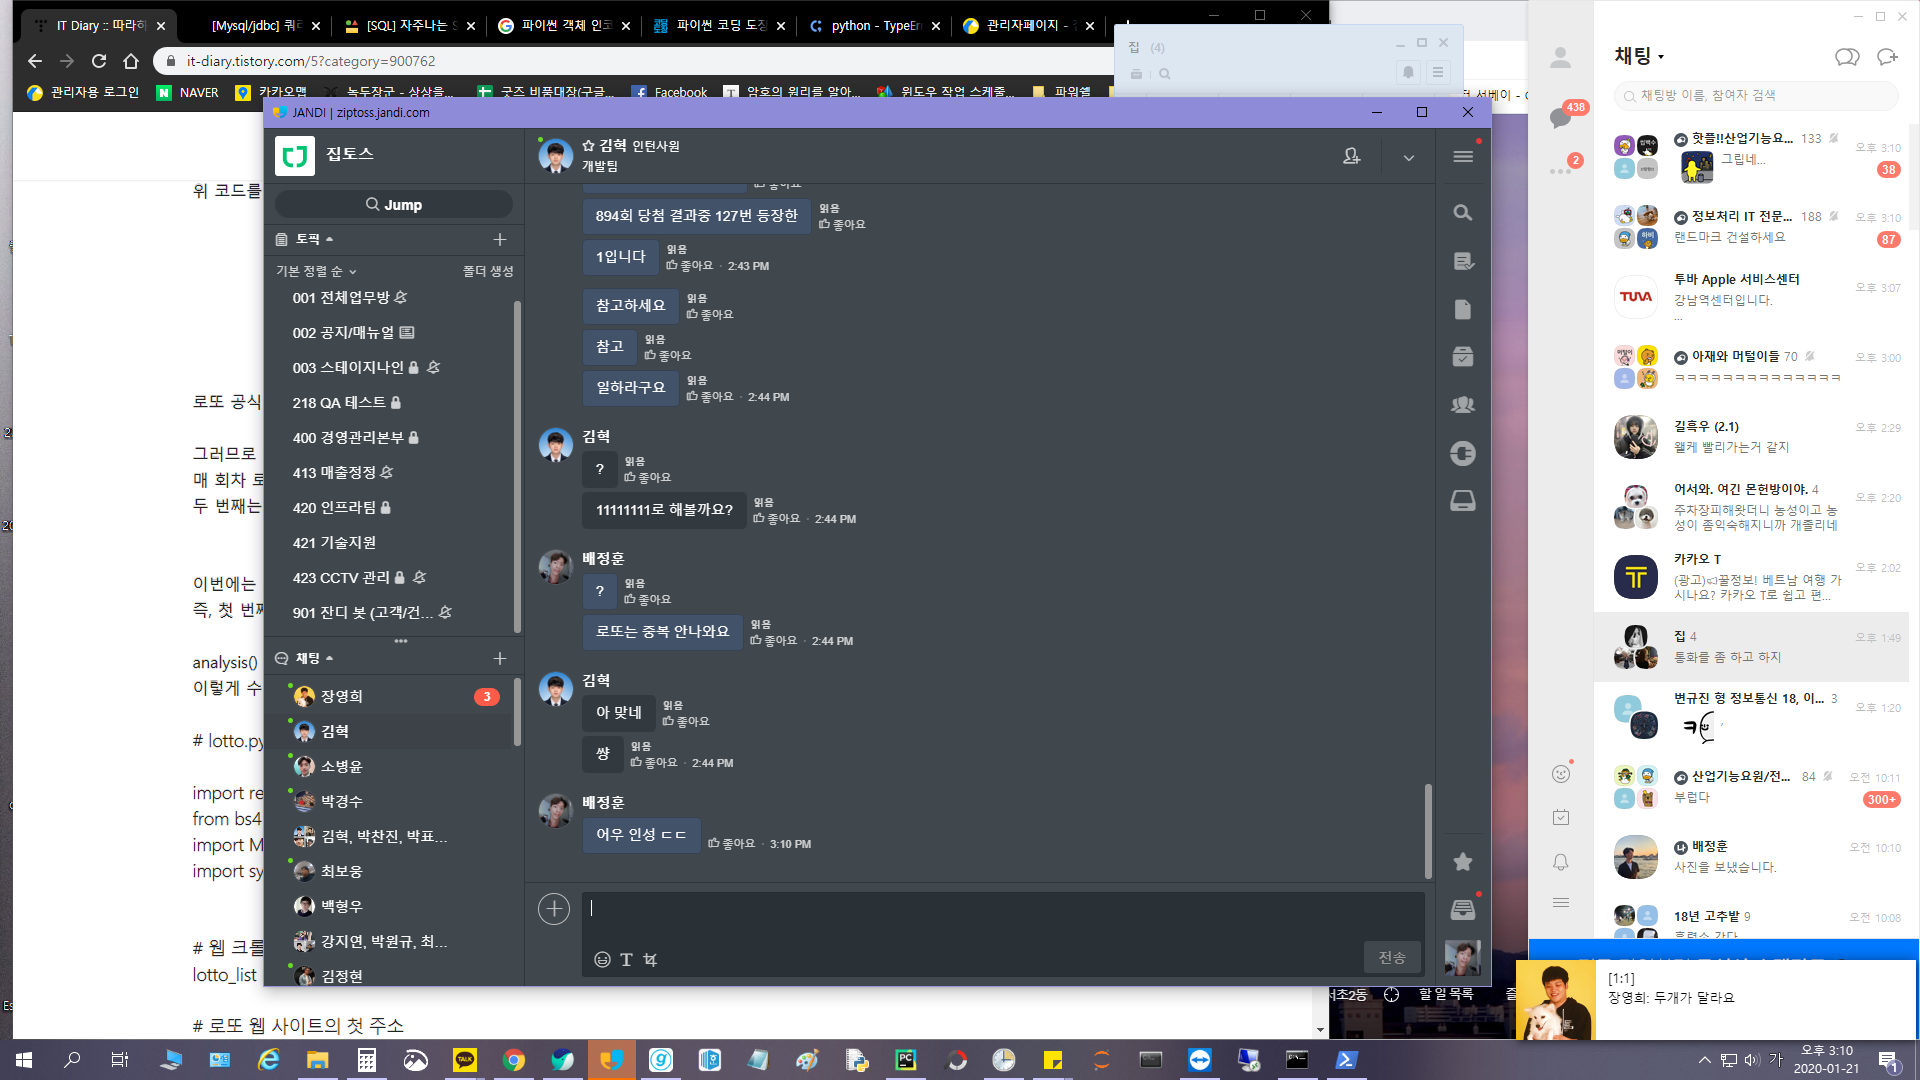 IT Diary :: 따라하
[Mysql/jdbc] 쿼리
[SQL] 자주나는 S
파이썬 객체 인코
파이썬 코딩 도장
python - TypeErr
관리자페이지 -
it-diary.tistory.com/5?category=900762
관리자용 로그인
NAVER
카카오맵
녹두장군 - 상상을...
굿즈 비품대장(구글...
Facebook
암호의 원리를 알아...
윈도우 작업 스케줄...
파워쉘
서베이 -
위 코드를
로또 공식
그러므로
매 회차 로
두 번째는
이번에는
즉, 첫 번째
analysis()
이렇게 수
# lotto.py
import re
from bs4
import M
import sy
# 웹 크롤
lotto_list
# 로또 웹 사이트의 첫 주소
집 (4)
JANDI | ziptoss.jandi.com
집토스
Jump
토픽
기본 정렬 순
폴더 생성
001 전체업무방
002 공지/매뉴얼
003 스테이지나인
218 QA 테스트
400 경영관리본부
413 매출정정
420 인프라팀
421 기술지원
423 CCTV 관리
901 잔디 봇 (고객/건...
채팅
장영희
3
김혁
소병윤
박경수
김혁, 박찬진, 박표...
최보웅
백형우
강지연, 박원규, 최...
김정현
김혁 인턴사원
개발팀
좋아요
894회 당첨 결과중 127번 등장한
읽음
좋아요
1입니다
읽음
좋아요 · 2:43 PM
참고하세요
읽음
좋아요
참고
읽음
좋아요
일하라구요
읽음
좋아요 · 2:44 PM
김혁
?
읽음
좋아요
11111111로 해볼까요?
읽음
좋아요 · 2:44 PM
배정훈
?
읽음
좋아요
로또는 중복 안나와요
읽음
좋아요 · 2:44 PM
김혁
아 맞네
읽음
좋아요
썅
읽음
좋아요 · 2:44 PM
배정훈
어우 인성 ㄷㄷ
좋아요 · 3:10 PM
T
전송
438
2
채팅
채팅방 이름, 참여자 검색
핫플!!산업기능요... 133
오후 3:10
그립네...
38
정보처리 IT 전문... 188
오후 3:10
랜드마크 건설하세요
87
TUVA
투바 Apple 서비스센터
오후 3:07
강남역센터입니다.
...
아재와 머털이들 70
오후 3:00
ㅋㅋㅋㅋㅋㅋㅋㅋㅋㅋㅋㅋㅋㅋ
길흑우 (2.1)
오후 2:29
왤케 빨리가는거 같지
어서와. 여긴 몬헌방이야. 4
오후 2:20
주차장피해왓더니 농성이고 농
성이 좀익숙해지니까 개졸리네
카카오 T
오후 2:02
(광고)꿀정보! 베트남 여행 가
시나요? 카카오 T로 쉽고 편...
집 4
오후 1:49
통화를 좀 하고 하지
변규진 형 정보통신 18, 이... 3
오후 1:20
ㅋ
산업기능요원/전... 84
오전 10:11
부럽다
300+
나 배정훈
오전 10:10
사진을 보냈습니다.
18년 고추밭 9
오전 10:08
훈련소 간다
서초2동
할 일 목록
즐
[1:1]
장영희: 두개가 달라요
TALK
PC
가
오후 3:10
2020-01-21
1